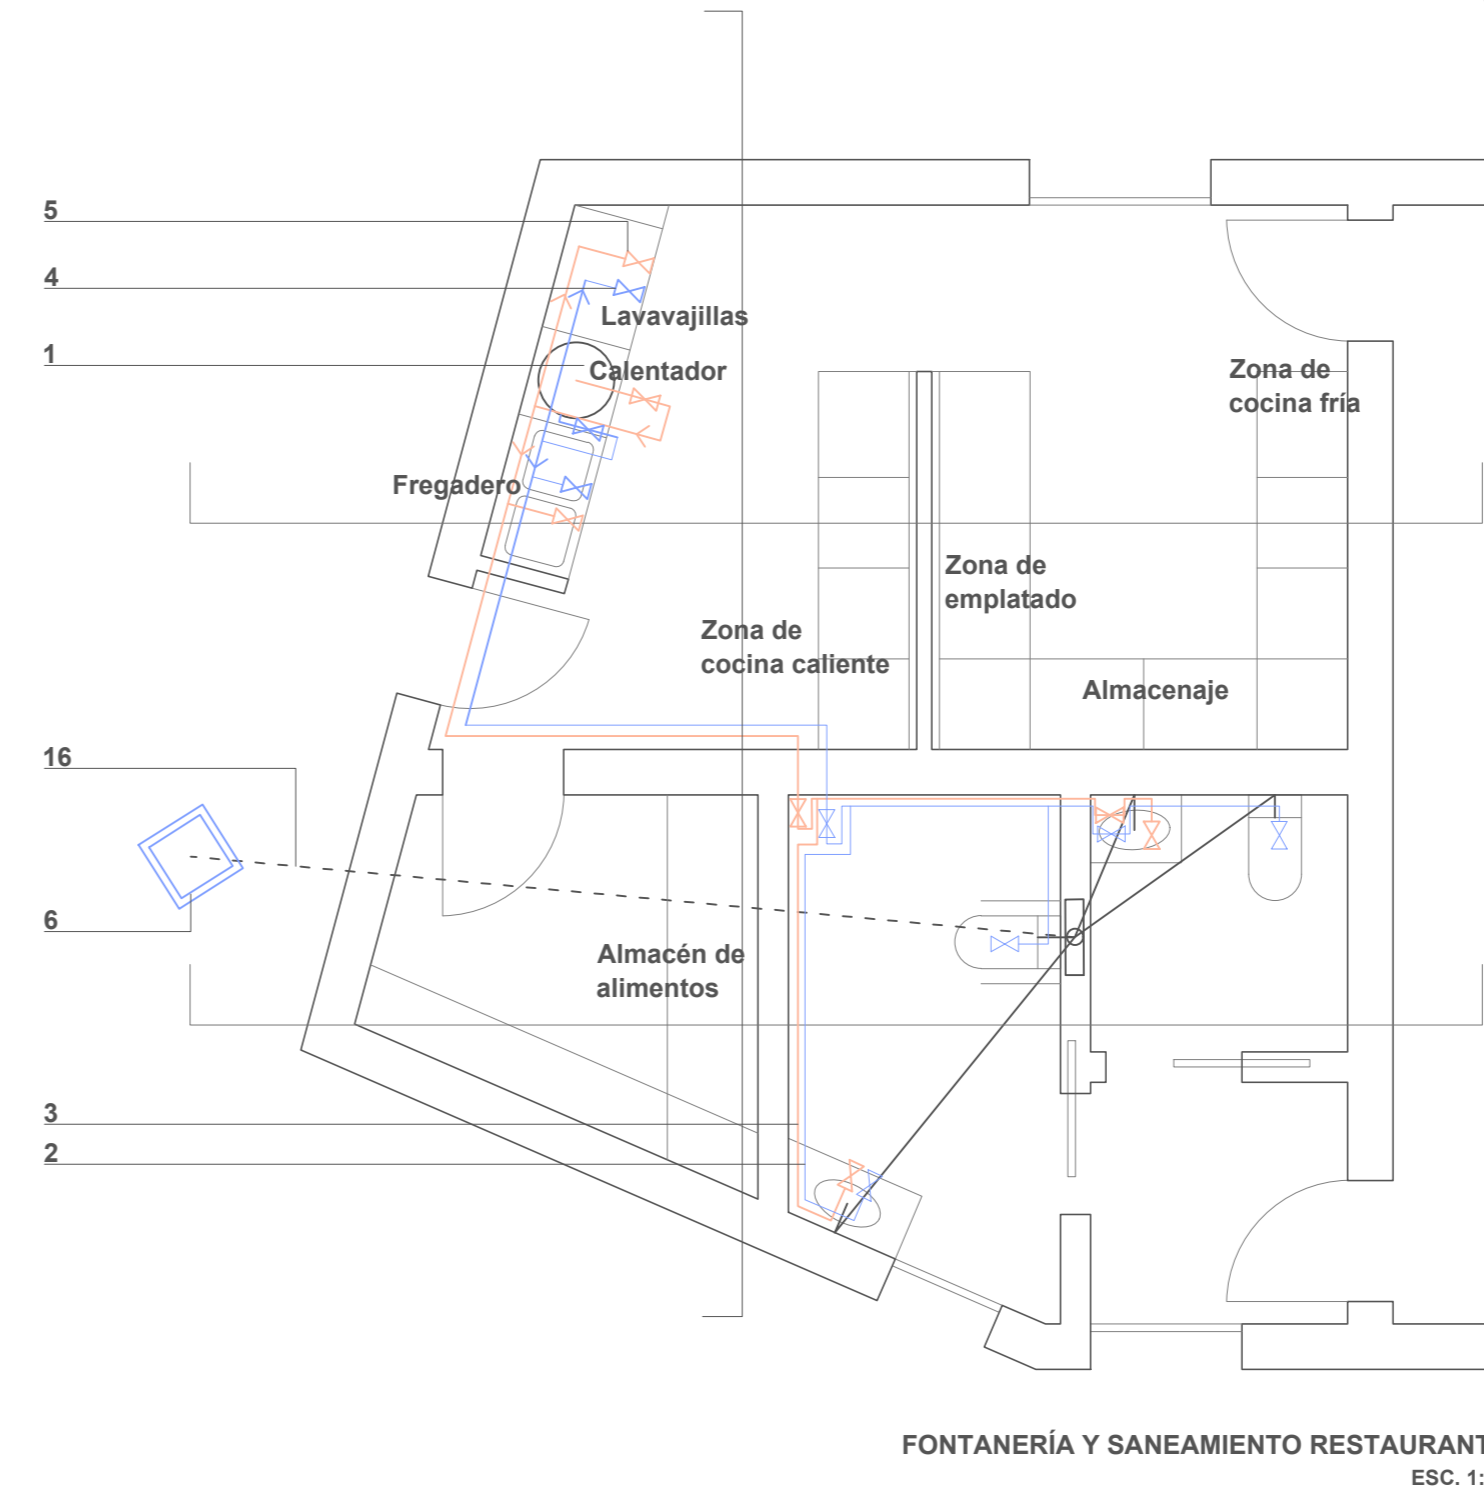 5
4
Lavavajillas
1
Calentador
Zona de
cocina fría
Fregadero
Zona de
emplatado
Zona de
cocina caliente
Almacenaje
16
6
Almacén de
alimentos
3
2
FONTANERÍA Y SANEAMIENTO RESTAURANT
ESC. 1: